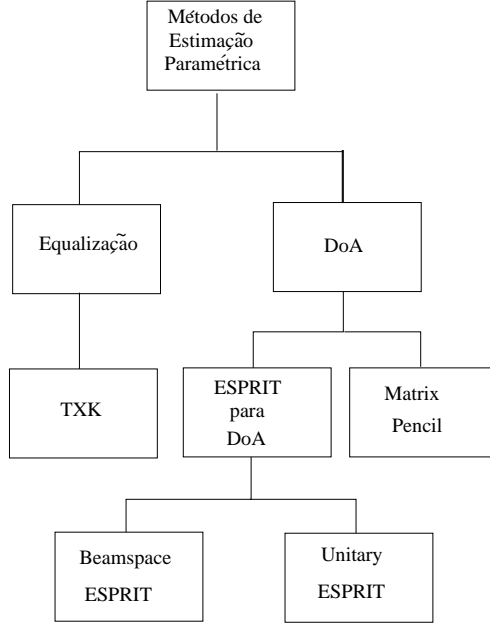 Métodos de
Estimação
Paramétrica
Equalização
DoA
TXK
ESPRIT
para
DoA
Matrix
Pencil
Beamspace
ESPRIT
Unitary
ESPRIT